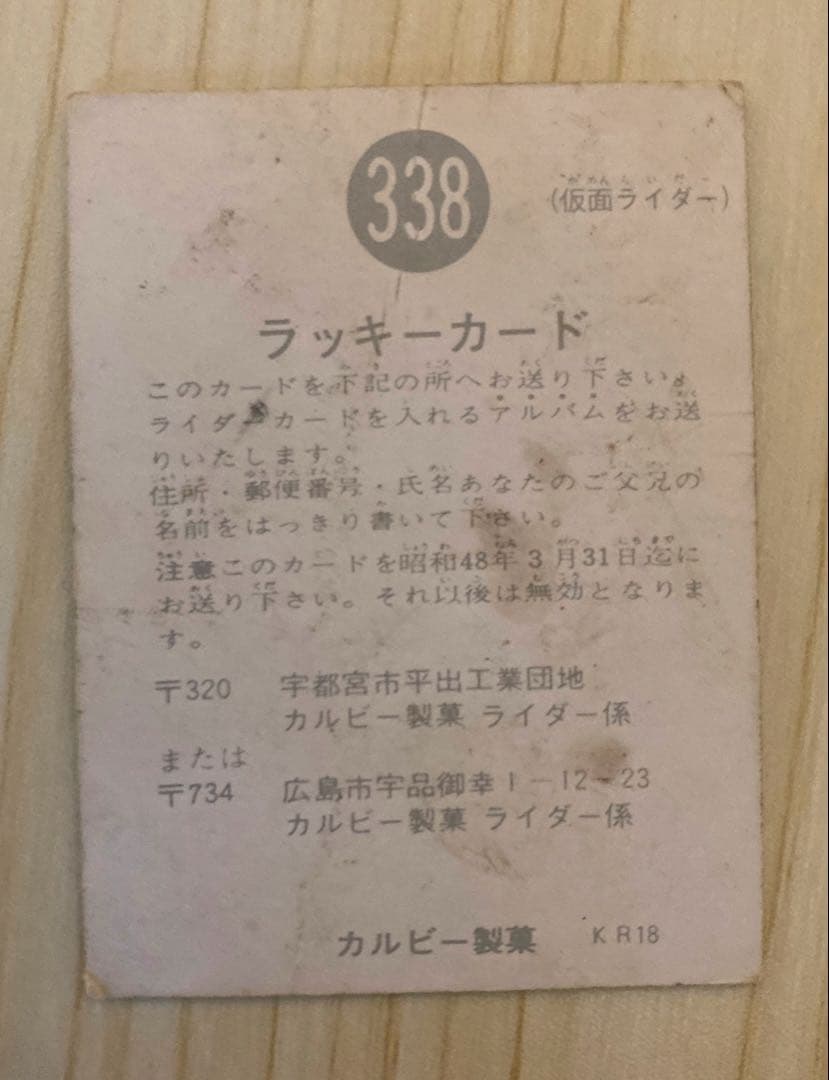 338
(仮面ライダー)
ラッキーカード
このカードを下記の所へお送り下さい。
ライダーカードを入れるアルバムをお送
りいたします。
住所・郵便番号・氏名あなたのご父兄の
名前をはっきり書いて下さい。
注意このカードを昭和48年3月31日迄に
お送り下さい。それ以後は無効となりま
す。
〒320 宇都宮市平出工業団地
カルビー製菓 ライダー係
または
〒734 広島市宇品御幸1-12-23
カルビー製菓 ライダー係
カルビー製菓 KR18